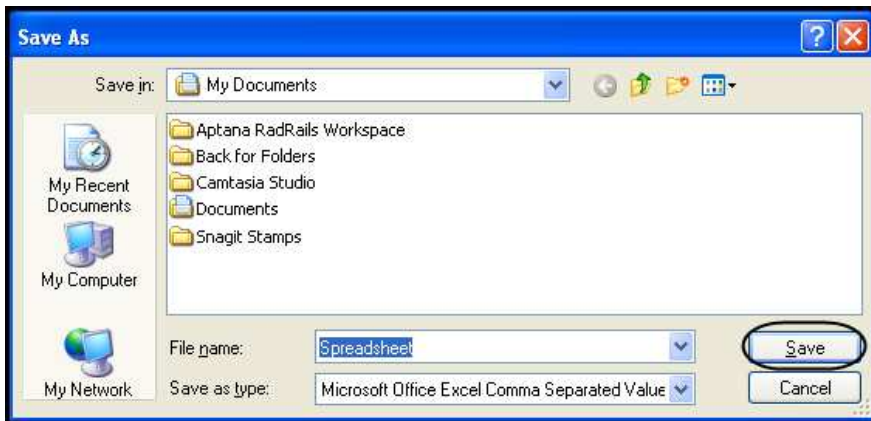 Save As
Save in:
My Documents
Aptana RadRails Workspace
Back for Folders
Camtasia Studio
Documents
Snagit Stamps
My Recent
Documents
My Computer
My Network
File name:
Spreadsheet
Save
Save as type:
Microsoft Office Excel Comma Separated Value
Cancel